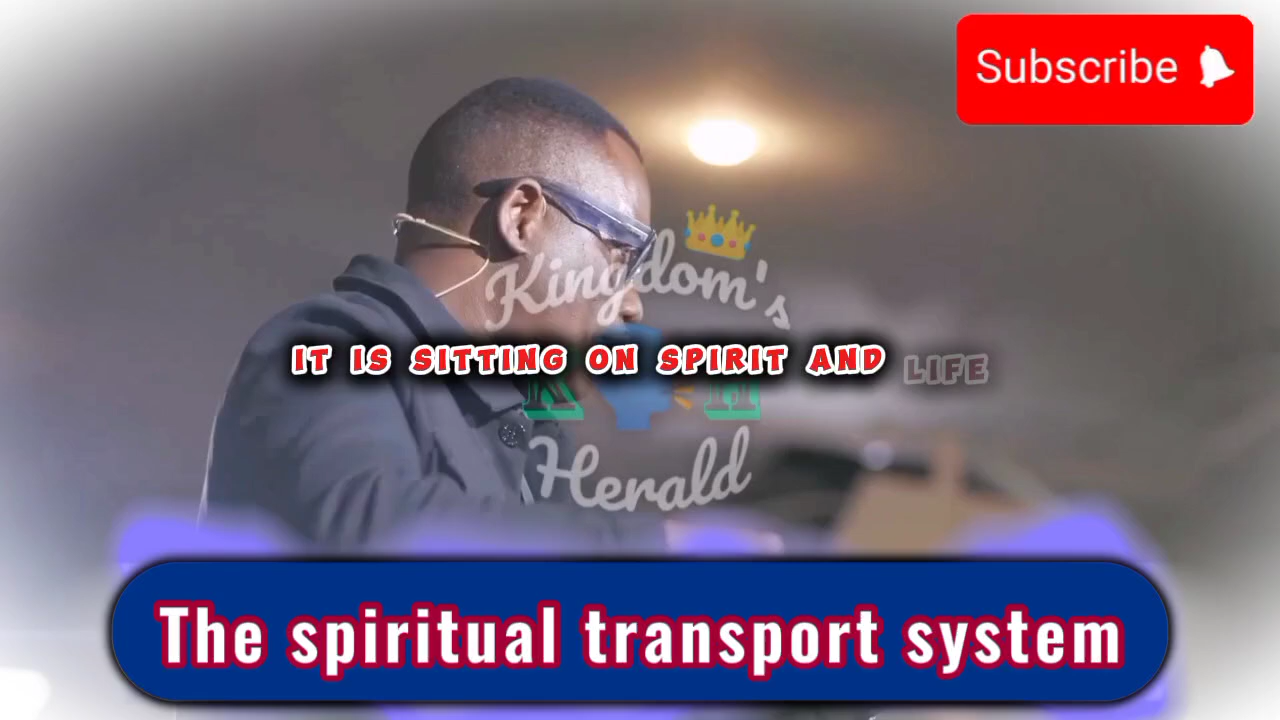 Subscribe
Kingdom's
IT IS SITTING ON SPIRIT AND LIFE
K H
Herald
The spiritual transport system